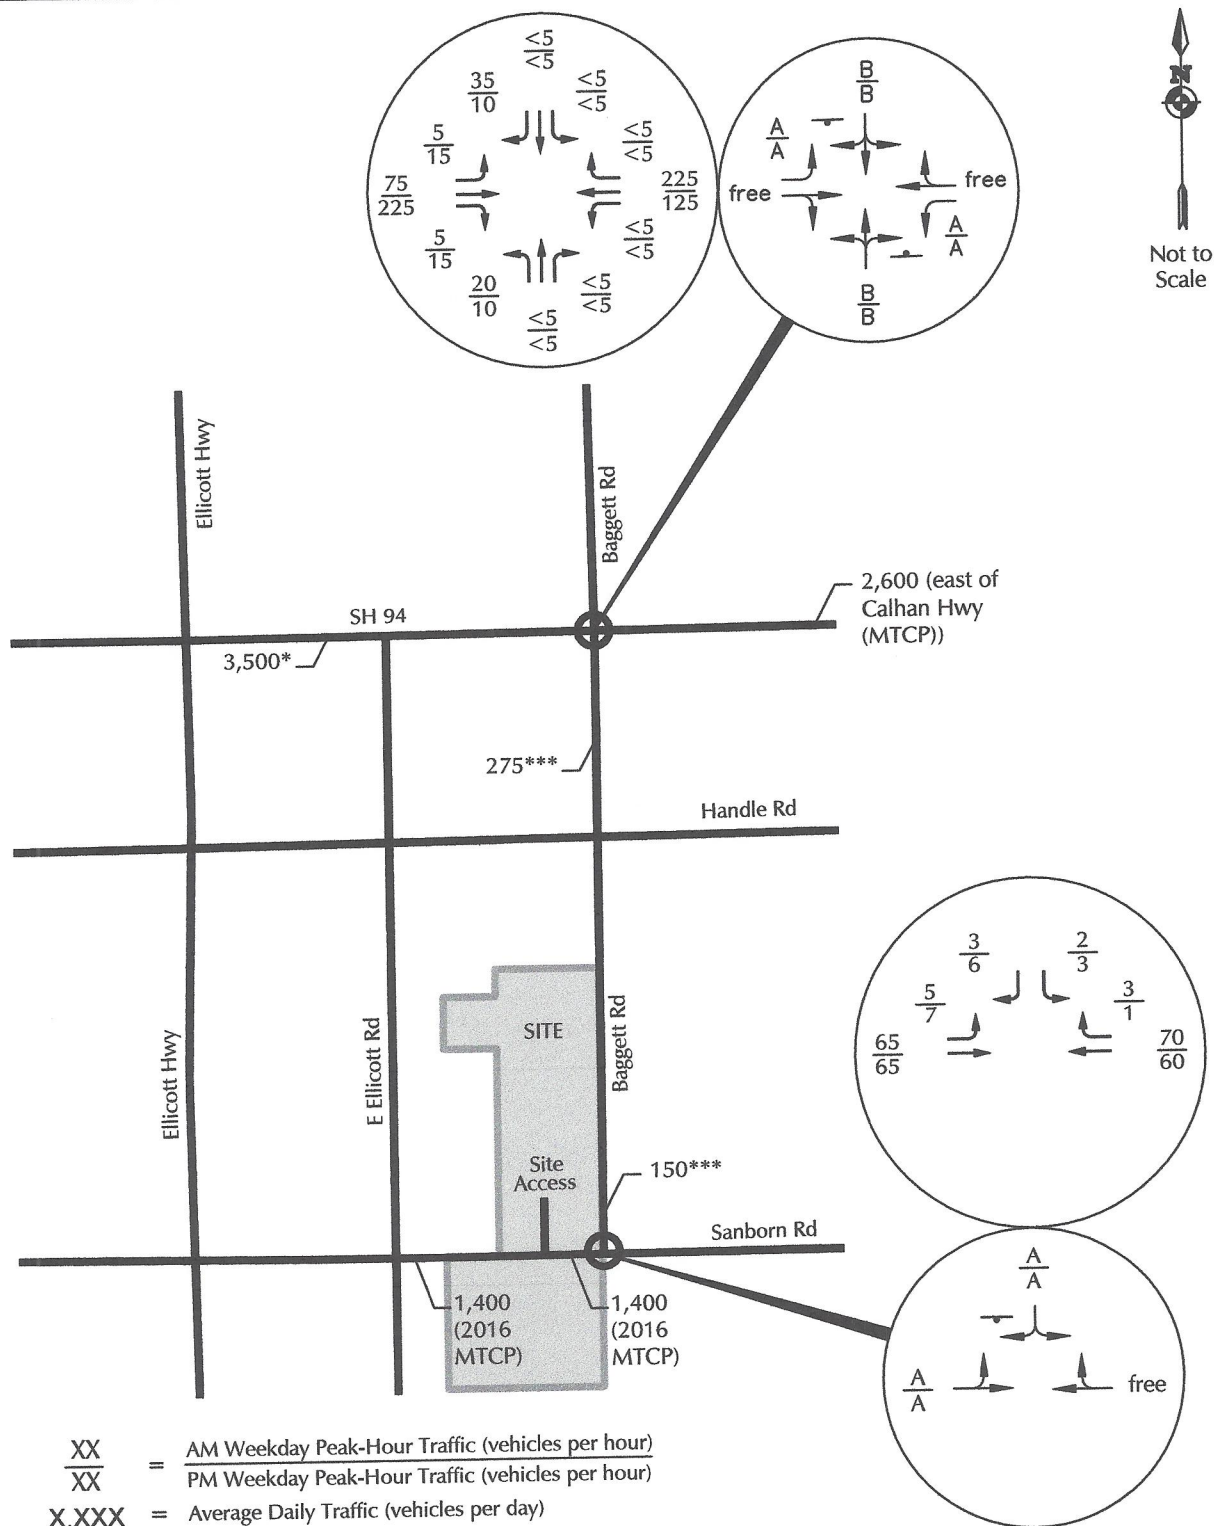 <5
<5
35
10
<5
<5
5
15
<5
<5
75
225
225
125
5
15
<5
<5
20
10
<5
<5
<5
<5
B
B
A
A
free
free
A
A
B
B
N
Not to
Scale
Ellicott Hwy
Baggett Rd
SH 94
3,500*
2,600 (east of
Calhan Hwy
(MTCP))
275***
Handle Rd
Ellicott Hwy
E Ellicott Rd
SITE
Baggett Rd
Site
Access
150***
Sanborn Rd
1,400
(2016
MTCP)
1,400
(2016
MTCP)
3
6
2
3
5
7
3
1
65
65
70
60
A
A
A
A
free
XX
XX
=
AM Weekday Peak-Hour Traffic (vehicles per hour)
PM Weekday Peak-Hour Traffic (vehicles per hour)
X,XXX = Average Daily Traffic (vehicles per day)